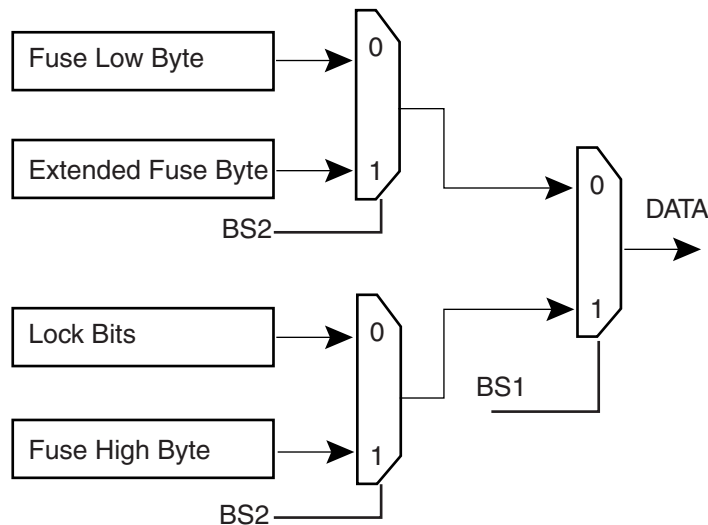 Fuse Low Byte
0
Extended Fuse Byte
1
BS2
0
DATA
Lock Bits
0
1
BS1
Fuse High Byte
1
BS2